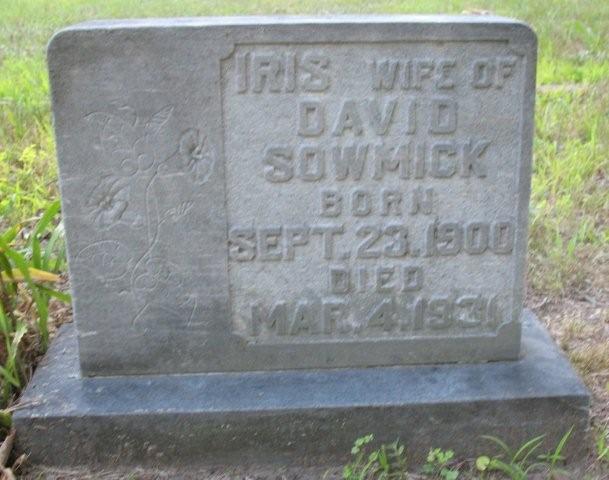 IRIS WIFE OF
DAVID
SOWMICK
BORN
SEPT. 23. 1900
DIED
MAR. 4. 1931